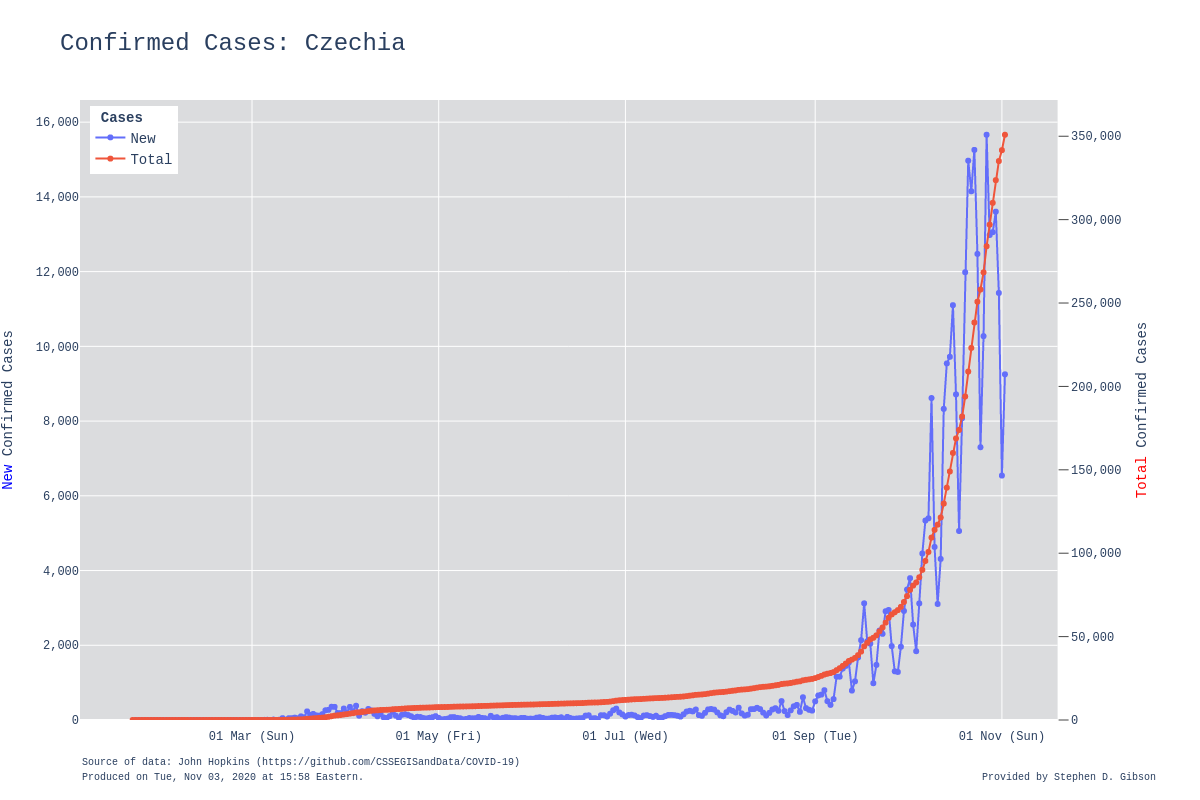 Confirmed Cases: Czechia
Cases
New
Total
16,000
14,000
12,000
10,000
8,000
6,000
4,000
2,000
0
350,000
300,000
250,000
200,000
150,000
100,000
50,000
0
New Confirmed Cases
Total Confirmed Cases
01 Mar (Sun)
01 May (Fri)
01 Jul (Wed)
01 Sep (Tue)
01 Nov (Sun)
Source of data: John Hopkins (https://github.com/CSSEGISandData/COVID-19)
Produced on Tue, Nov 03, 2020 at 15:58 Eastern.
Provided by Stephen D. Gibson